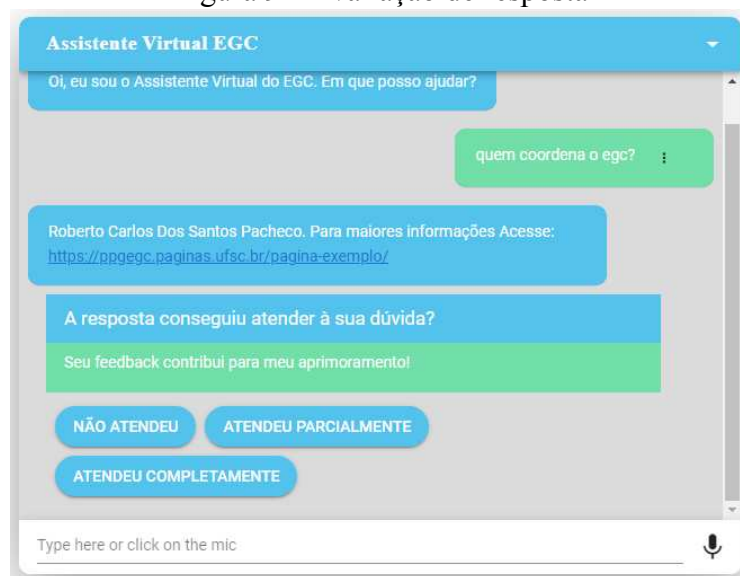 Assistente Virtual EGC
Oi, eu sou o Assistente Virtual do EGC. Em que posso ajudar?
quem coordena o egc?
Roberto Carlos Dos Santos Pacheco. Para maiores informações Acesse:
https://ppgegc.paginas.ufsc.br/pagina-exemplo/
A resposta conseguiu atender à sua dúvida?
Seu feedback contribui para meu aprimoramento!
NÃO ATENDEU ATENDEU PARCIALMENTE
ATENDEU COMPLETAMENTE
Type here or click on the mic